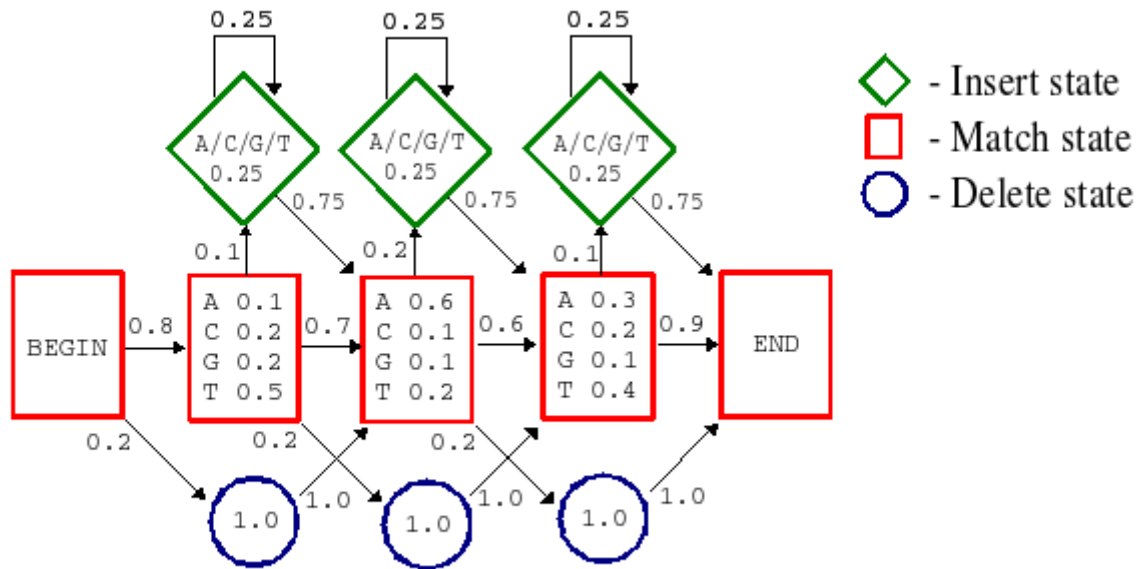 0.25 0.25 0.25
A/C/G/T A/C/G/T A/C/G/T
0.25 0.25 0.25
- Insert state
- Match state
- Delete state
0.75 0.75 0.75
0.1 0.2 0.1
BEGIN
0.8
A 0.1
C 0.2
G 0.2
T 0.5
0.7
A 0.6
C 0.1
G 0.1
T 0.2
0.6
A 0.3
C 0.2
G 0.1
T 0.4
0.9
END
0.2 0.2 0.2
1.0 1.0 1.0
1.0 1.0 1.0